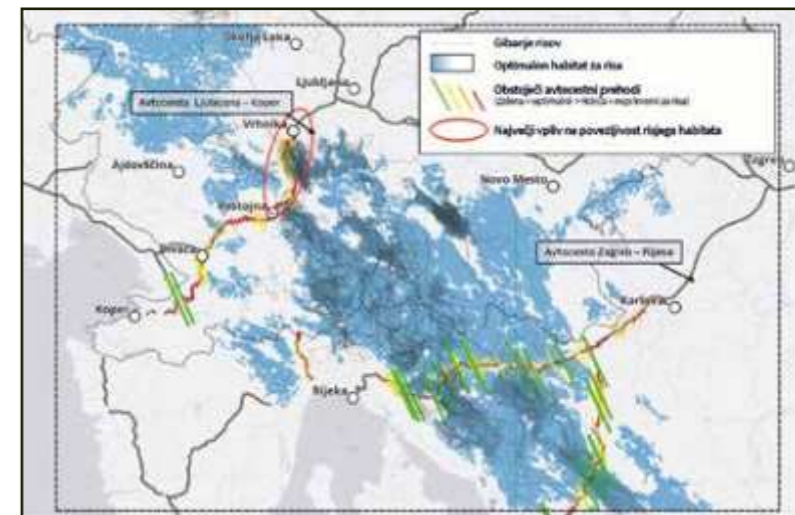 Škofja Loka
Ljubljana
Avtocesta Ljubljana – Koper
Vrhnika
Ajdovščina
Postojna
Divača
Koper
Rijeka
Novo Mesto
Zagreb
Avtocesta Zagreb – Rijeka
Karlovac
Gibanje risov
Optimalen habitat za risa
Obstoječi avtocestni prehodi
Največji vpliv na povezljivost risjega habitata